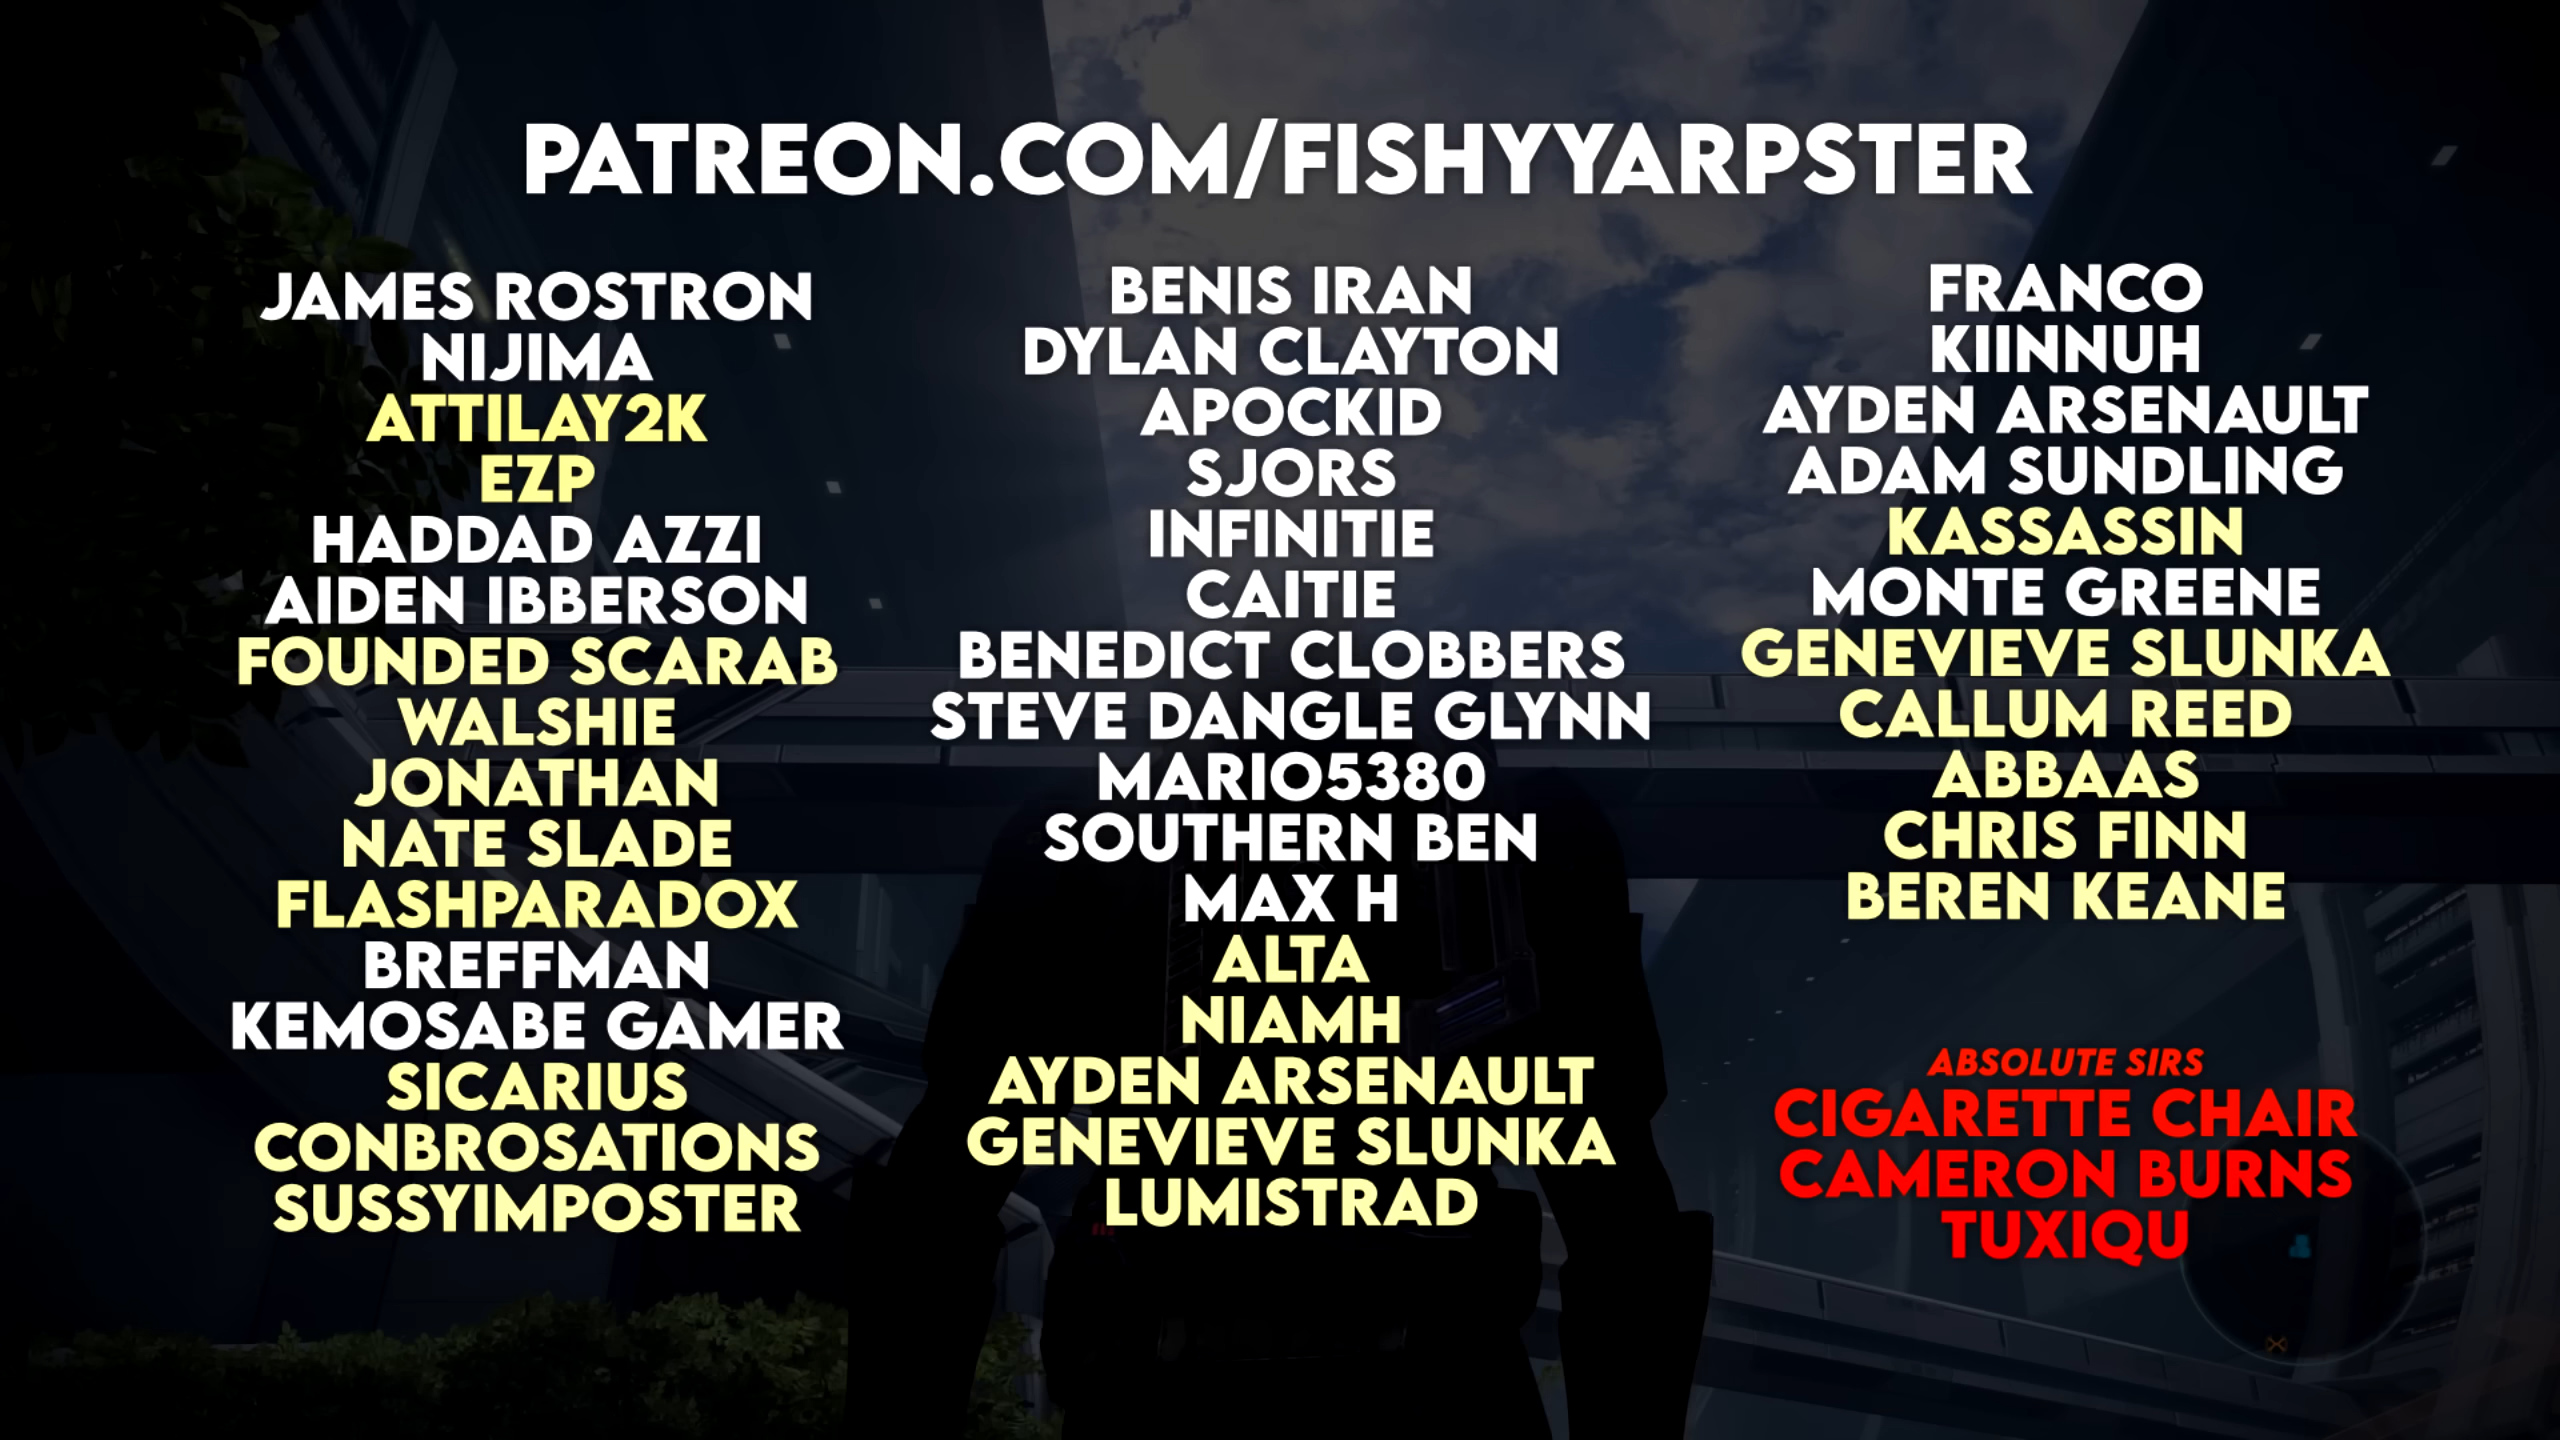 PATREON.COM/FISHYYARPSTER
JAMES ROSTRON
NIJIMA
ATTILAY2K
EZP
HADDAD AZZI
AIDEN IBBERSON
FOUNDED SCARAB
WALSHIE
JONATHAN
NATE SLADE
FLASHPARADOX
BREFFMAN
KEMOSABE GAMER
SICARIUS
CONBROSATIONS
SUSSYIMPOSTER
BENIS IRAN
DYLAN CLAYTON
APOCKID
SJORS
INFINITIE
CAITIE
BENEDICT CLOBBERS
STEVE DANGLE GLYNN
MARIO5380
SOUTHERN BEN
MAX H
ALTA
NIAMH
AYDEN ARSENAULT
GENEVIEVE SLUNKA
LUMISTRAD
FRANCO
KIINNUH
AYDEN ARSENAULT
ADAM SUNDLING
KASSASSIN
MONTE GREENE
GENEVIEVE SLUNKA
CALLUM REED
ABBAAS
CHRIS FINN
BEREN KEANE
ABSOLUTE SIRS
CIGARETTE CHAIR
CAMERON BURNS
TUXIQU